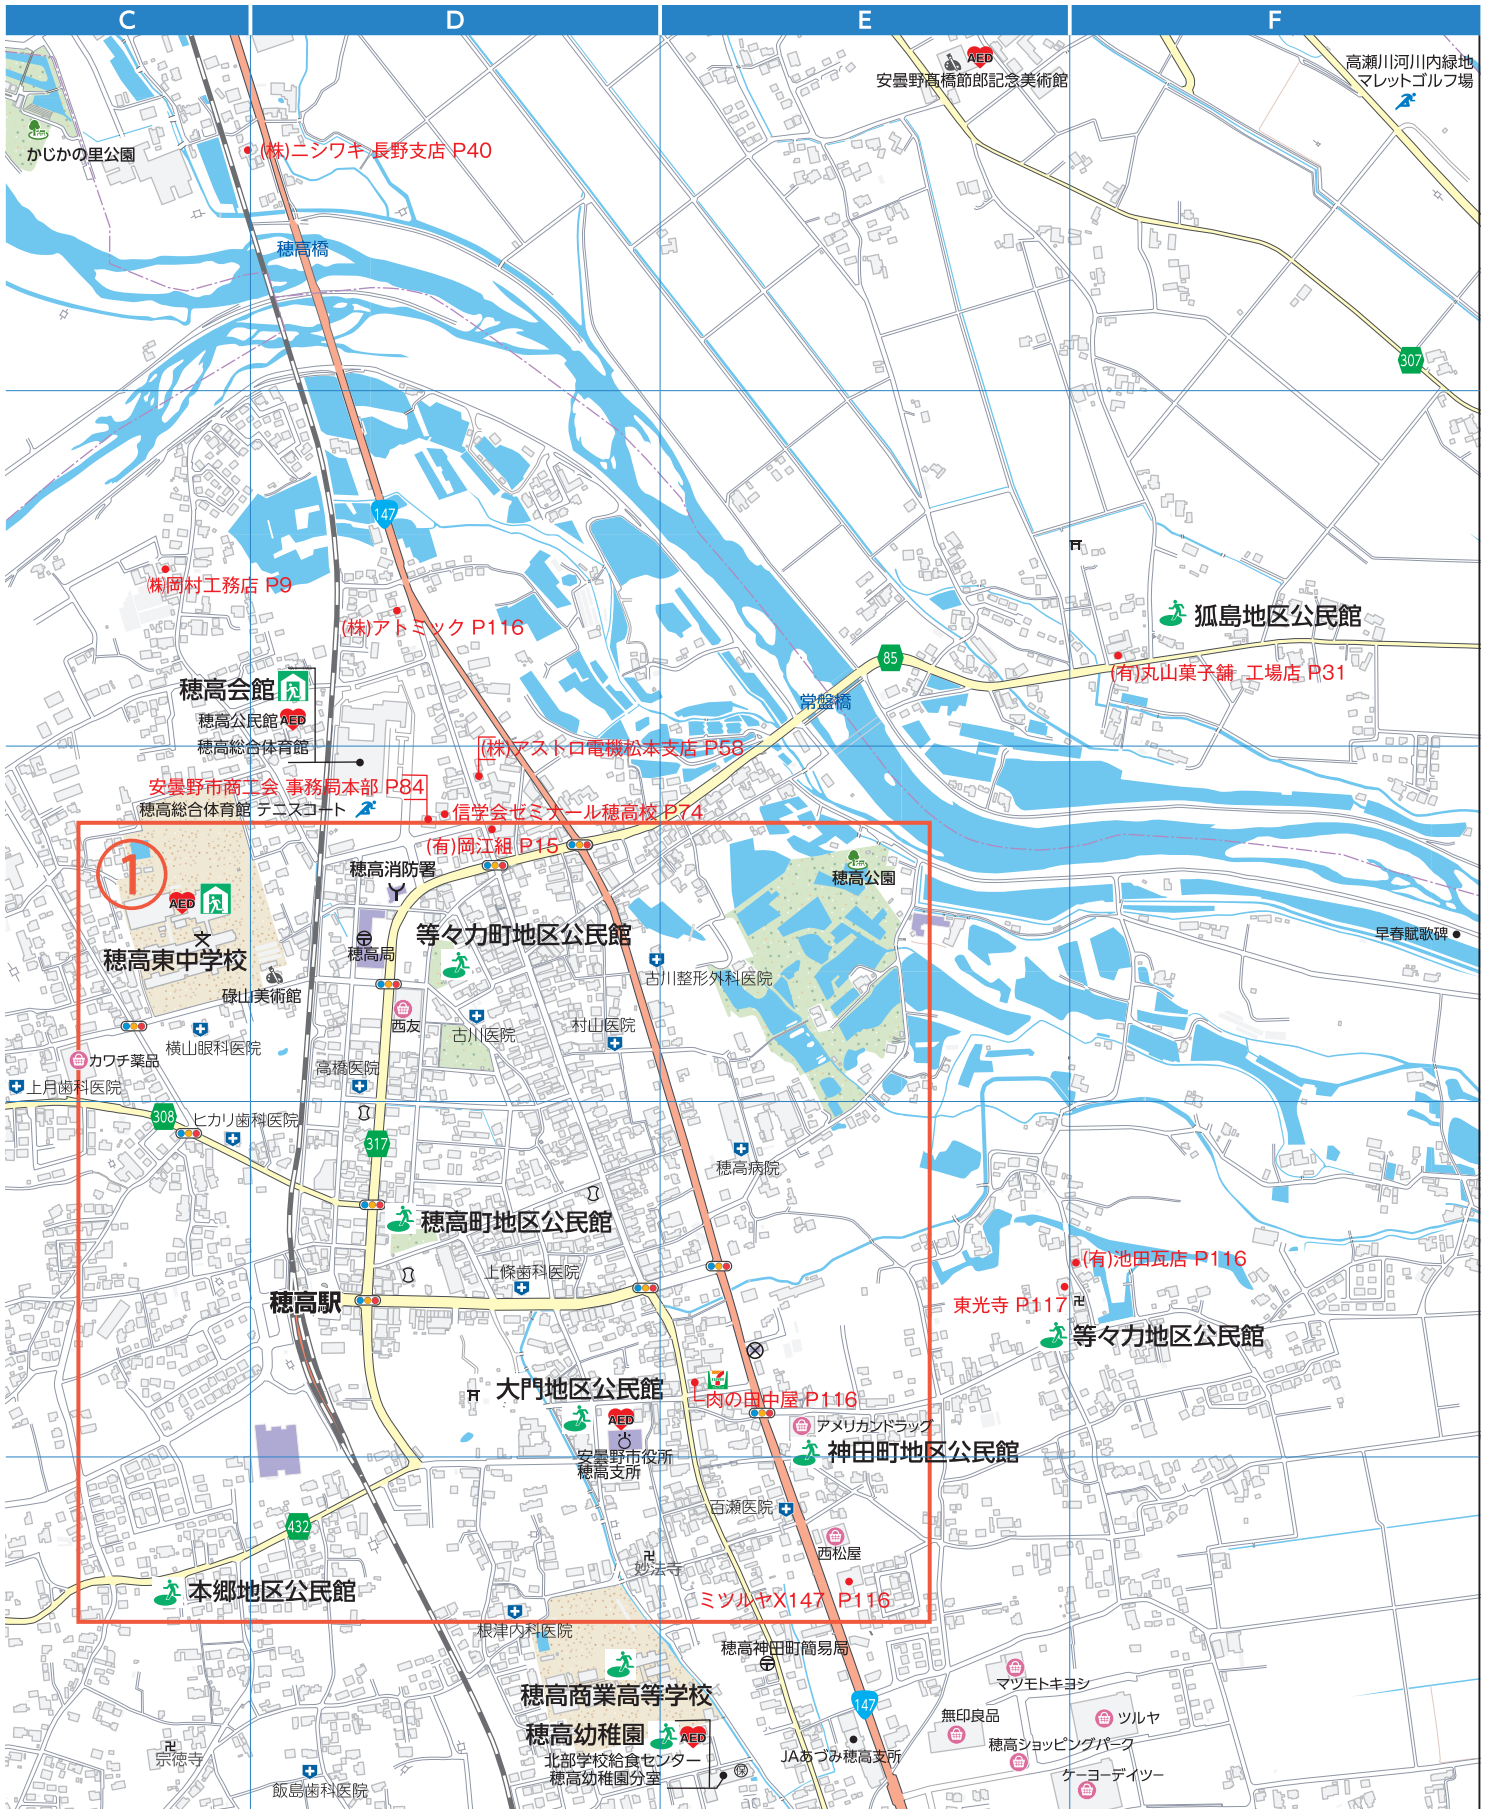 C
D
E
F
安曇野髙橋節郎記念美術館
AED
高瀬川河川内緑地
マレットゴルフ場
かじかの里公園
(株)ニシワキ 長野支店 P40
穂高橋
307
147
㈱岡村工務店 P9
(株)アトミック P116
狐島地区公民館
85
(有)丸山菓子舗 工場店 P31
穂高会館
常盤橋
穂高公民館
AED
穂高総合体育館
(株)アストロ電機松本支店 P58
安曇野市商工会 事務局本部 P84
穂高総合体育館 テニスコート
信学会ゼミナール穂高校 P74
(有)岡江組 P15
1
穂高消防署
穂高公園
AED
等々力町地区公民館
早春賦歌碑
穂高東中学校
穂高局
碌山美術館
古川整形外科医院
西友
古川医院
村山医院
横山眼科医院
カワチ薬品
高橋医院
上月歯科医院
308
ヒカリ歯科医院
317
穂高病院
穂高町地区公民館
(有)池田瓦店 P116
上條歯科医院
穂高駅
東光寺 P117
等々力地区公民館
大門地区公民館
肉の田中屋 P116
AED
アメリカンドラッグ
神田町地区公民館
安曇野市役所
穂高支所
百瀬医院
432
西松屋
妙法寺
本郷地区公民館
ミツルヤX147 P116
根津内科医院
穂高神田町簡易局
マツモトキヨシ
穂高商業高等学校
147
無印良品
ツルヤ
穂高幼稚園
AED
穂高ショッピングパーク
宗徳寺
北部学校給食センター
JAあづみ穂高支所
穂高幼稚園分室
保
ケーヨーデイツー
飯島歯科医院